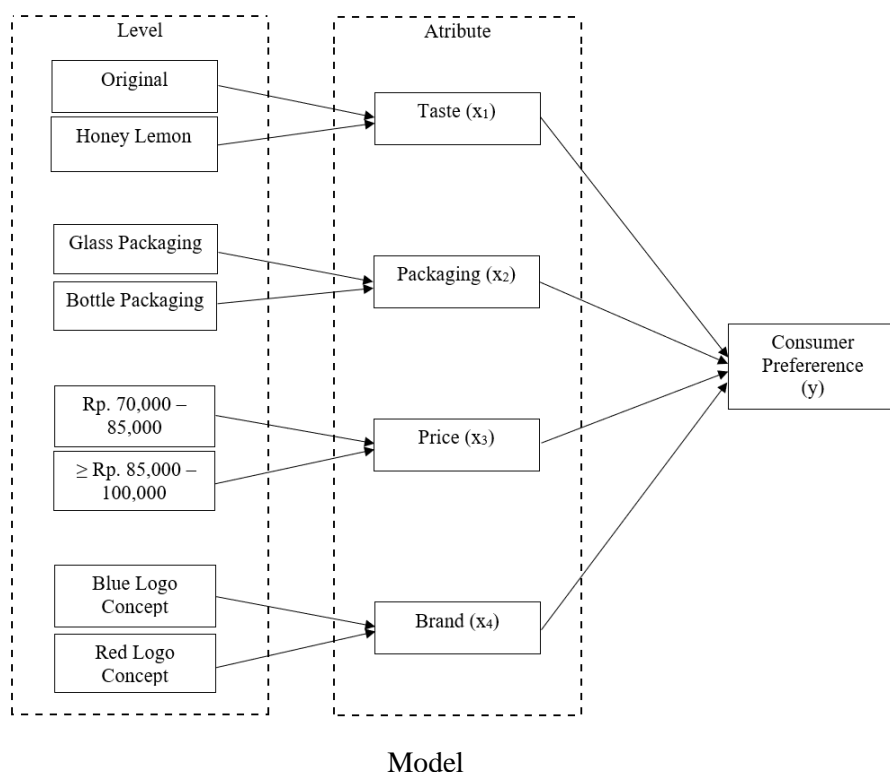 Level
Atribute
Original
Honey Lemon
Taste (x₁)
Glass Packaging
Bottle Packaging
Packaging (x₂)
Rp. 70,000 –
85,000
≥ Rp. 85,000 –
100,000
Price (x₃)
Blue Logo
Concept
Red Logo
Concept
Brand (x₄)
Consumer
Prefererence
(y)
Model